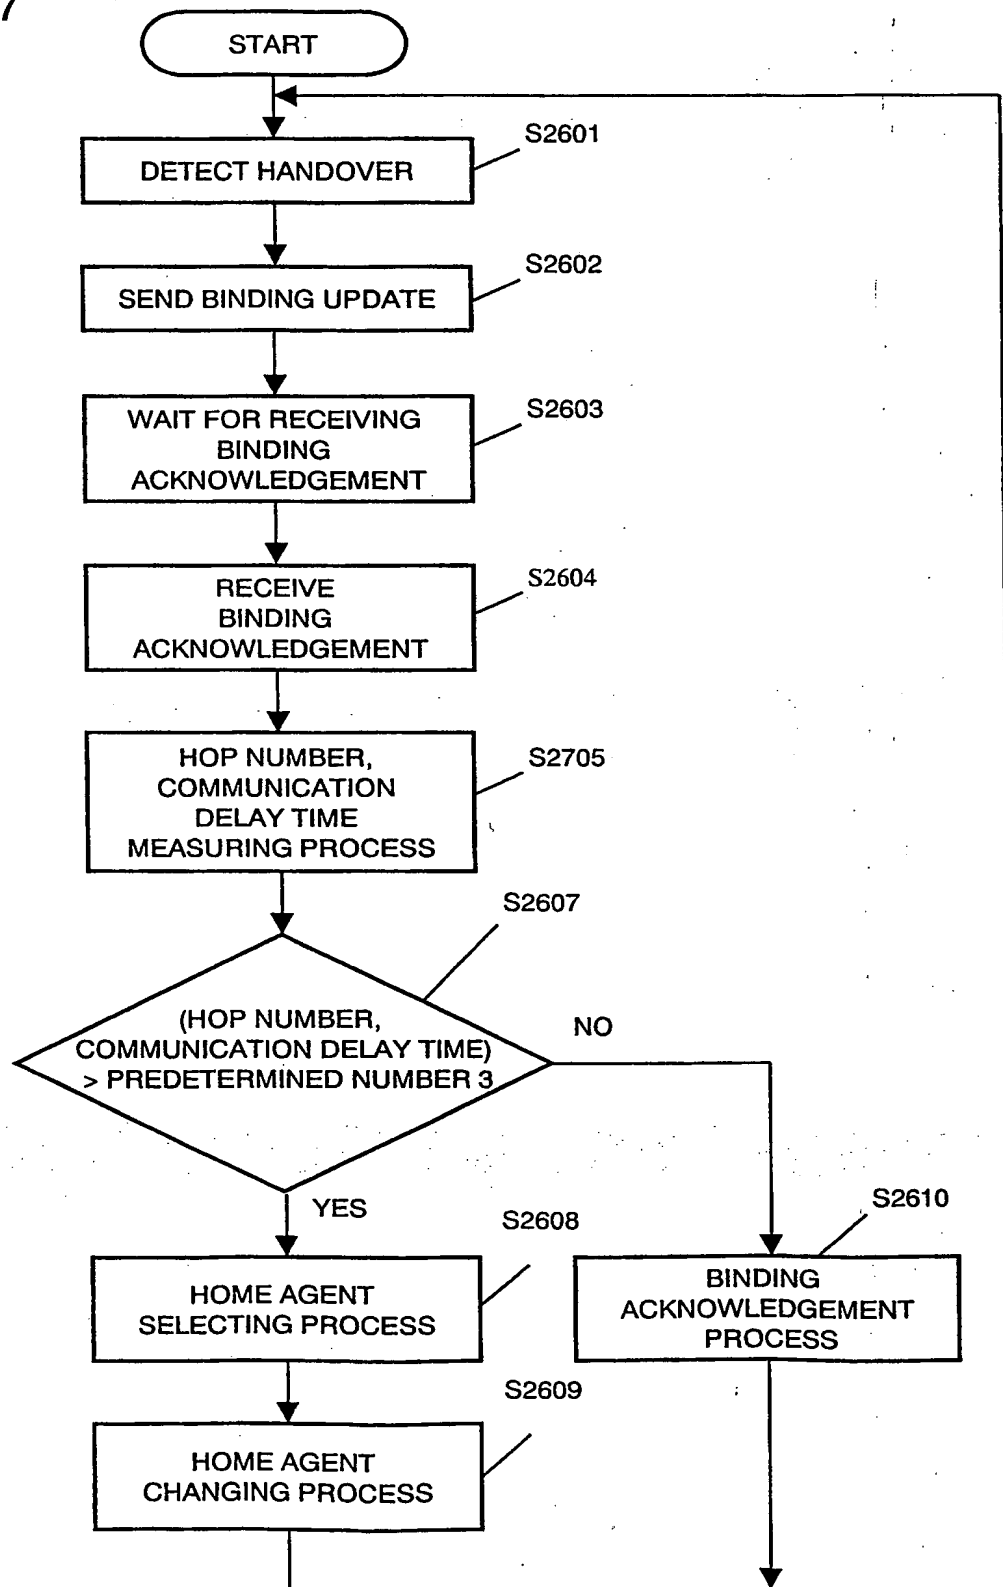 7
START
S2601
DETECT HANDOVER
S2602
SEND BINDING UPDATE
S2603
WAIT FOR RECEIVING
BINDING
ACKNOWLEDGEMENT
S2604
RECEIVE
BINDING
ACKNOWLEDGEMENT
S2705
HOP NUMBER,
COMMUNICATION
DELAY TIME
MEASURING PROCESS
S2607
(HOP NUMBER,
COMMUNICATION DELAY TIME)
> PREDETERMINED NUMBER 3
NO
YES
S2608
HOME AGENT
SELECTING PROCESS
S2610
BINDING
ACKNOWLEDGEMENT
PROCESS
S2609
HOME AGENT
CHANGING PROCESS